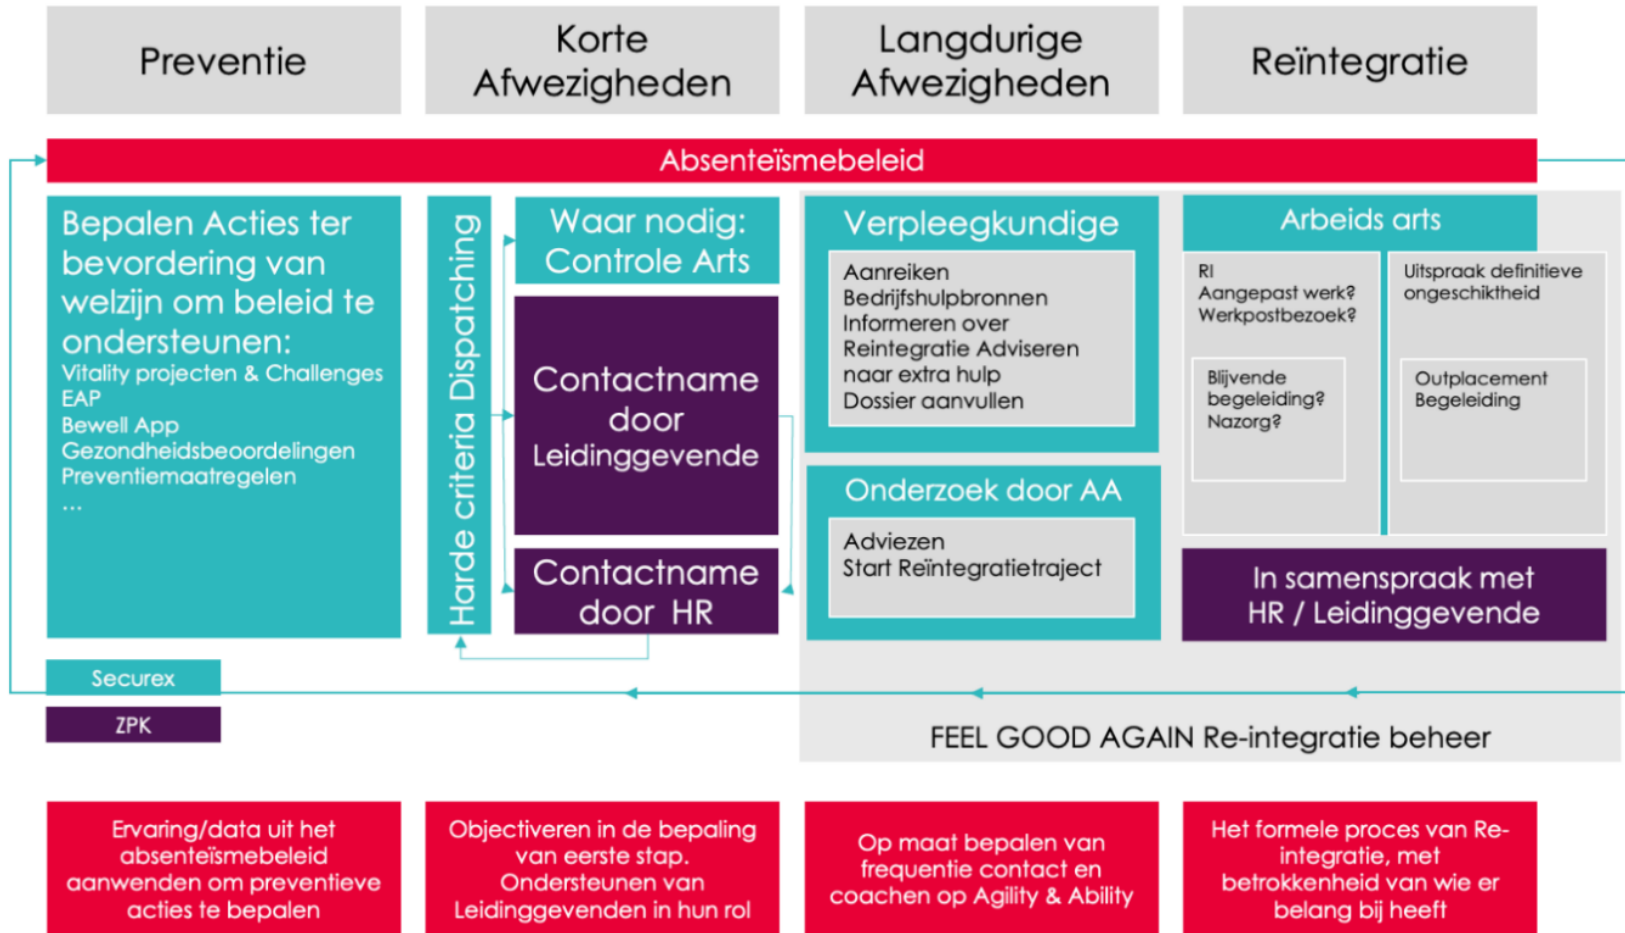 Preventie
Korte
Afwezigheden
Langdurige
Afwezigheden
Reïntegratie
Absenteïsmebeleid
Bepalen Acties ter
bevordering van
welzijn om beleid te
ondersteunen:
Vitality projecten & Challenges
EAP
Bewell App
Gezondheidsbeoordelingen
Preventiemaatregelen
...
Harde criteria Dispatching
Waar nodig:
Controle Arts
Contactname
door
Leidinggevende
Contactname
door HR
Verpleegkundige
Aanreiken
Bedrijfshulpbronnen
Informeren over
Reintegratie Adviseren
naar extra hulp
Dossier aanvullen
Onderzoek door AA
Adviezen
Start Reïntegratietraject
Arbeids arts
RI
Aangepast werk?
Werkpostbezoek?
Blijvende
begeleiding?
Nazorg?
Uitspraak definitieve
ongeschiktheid
Outplacement
Begeleiding
In samenspraak met
HR / Leidinggevende
Securex
ZPK
FEEL GOOD AGAIN Re-integratie beheer
Ervaring/data uit het
absenteïsmebeleid
aanwenden om preventieve
acties te bepalen
Objectiveren in de bepaling
van eerste stap.
Ondersteunen van
Leidinggevenden in hun rol
Op maat bepalen van
frequentie contact en
coachen op Agility & Ability
Het formele proces van Re-
integratie, met
betrokkenheid van wie er
belang bij heeft